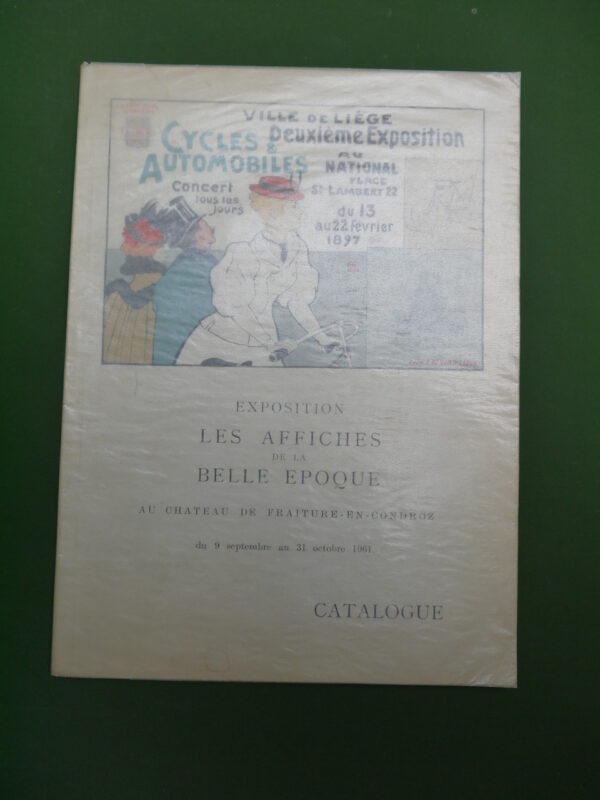 VILLE DE LIÈGE
CYCLES & AUTOMOBILES
Deuxième Exposition
AU
NATIONAL
PLACE
St LAMBERT 22
Concert
tous les
jours
du 13
au 22 Février
1897
EXPOSITION
LES AFFICHES
DE LA
BELLE EPOQUE
AU CHATEAU DE FRAITURE-EN-CONDROZ
du 9 septembre au 31 octobre 1961
CATALOGUE